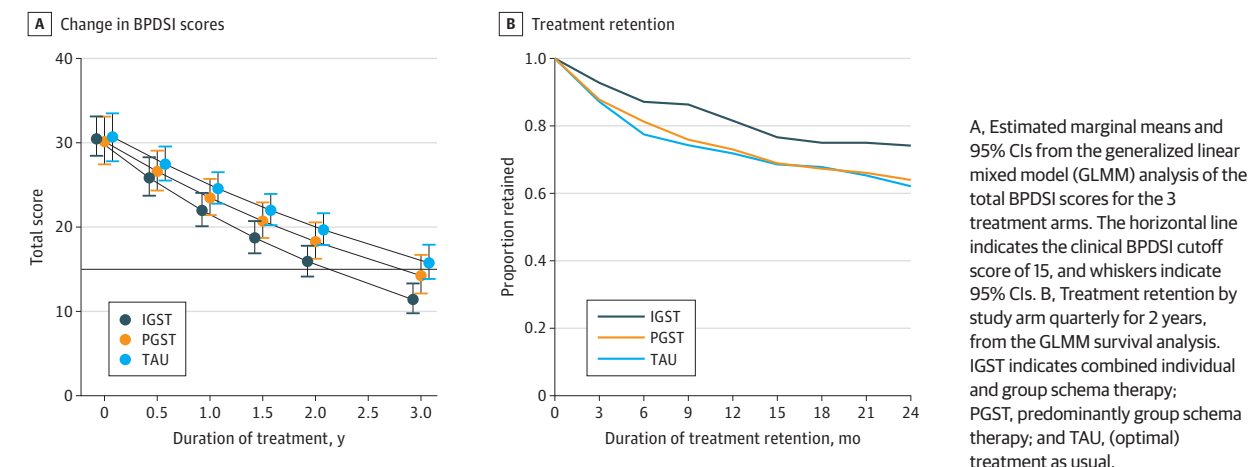 A Change in BPDSI scores
40
30
20
10
0
Total score
IGST
PGST
TAU
0 0.5 1.0 1.5 2.0 2.5 3.0
Duration of treatment, y
B Treatment retention
1.0
0.8
0.6
0.4
0.2
0
Proportion retained
IGST
PGST
TAU
0 3 6 9 12 15 18 21 24
Duration of treatment retention, mo
A, Estimated marginal means and
95% CIs from the generalized linear
mixed model (GLMM) analysis of the
total BPDSI scores for the 3
treatment arms. The horizontal line
indicates the clinical BPDSI cutoff
score of 15, and whiskers indicate
95% CIs. B, Treatment retention by
study arm quarterly for 2 years,
from the GLMM survival analysis.
IGST indicates combined individual
and group schema therapy;
PGST, predominantly group schema
therapy; and TAU, (optimal)
treatment as usual.